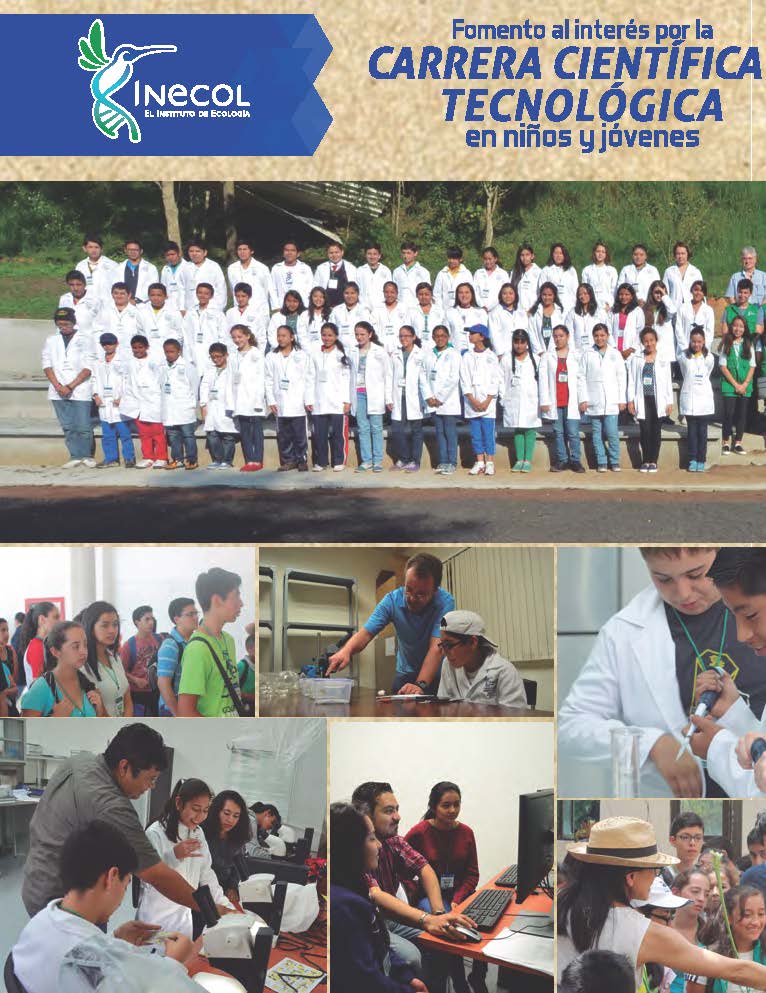 INECOL
EL INSTITUTO DE ECOLOGÍA
Fomento al interés por la
CARRERA CIENTÍFICA
TECNOLÓGICA
en niños y jóvenes